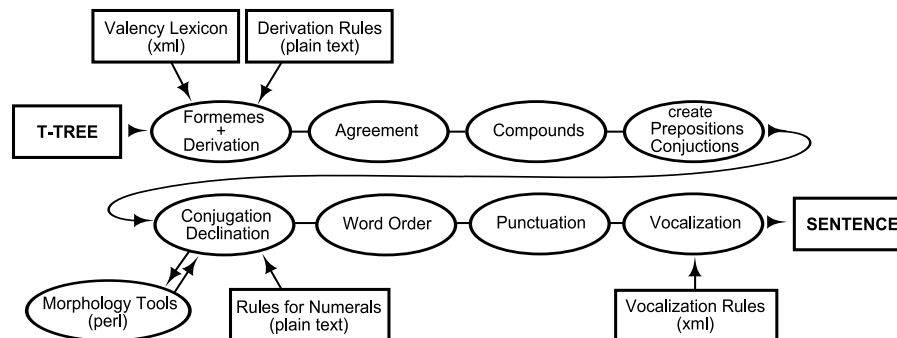 Valency Lexicon
(xml)
Derivation Rules
(plain text)
T-TREE
Formemes
+
Derivation
Agreement
Compounds
create
Prepositions
Conjuctions
Conjugation
Declination
Word Order
Punctuation
Vocalization
SENTENCE
Morphology Tools
(perl)
Rules for Numerals
(plain text)
Vocalization Rules
(xml)